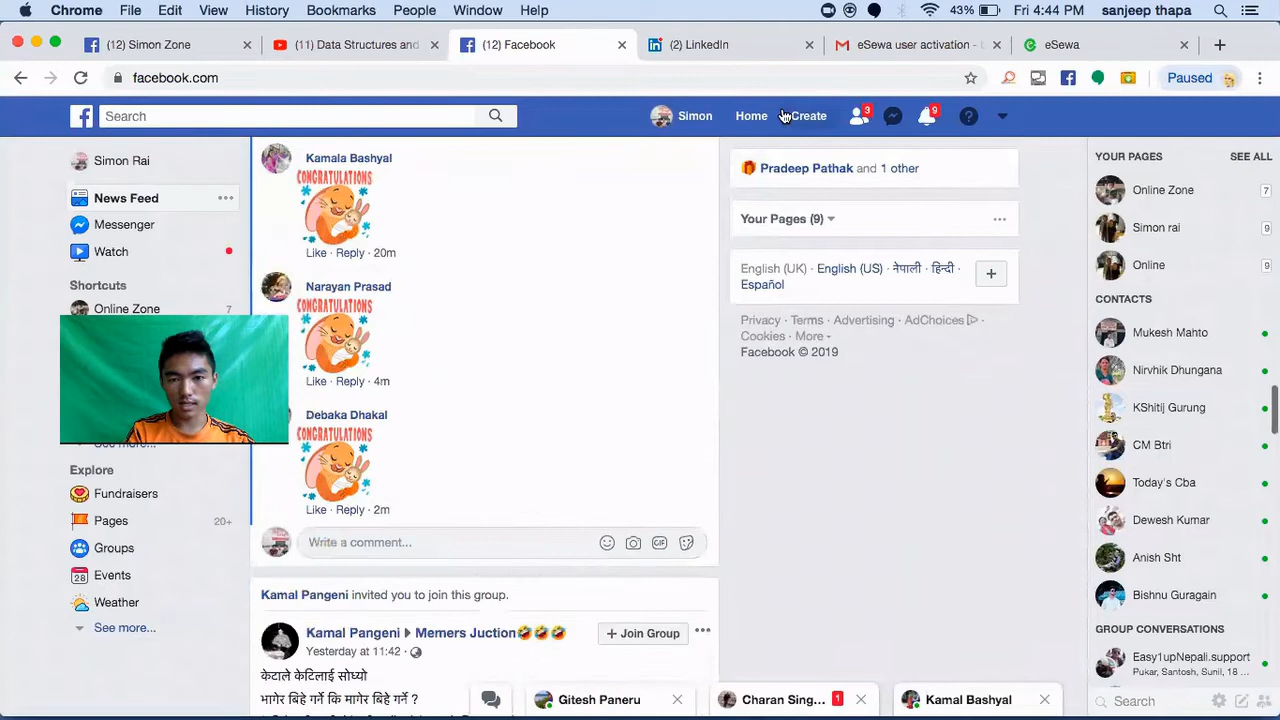 Chrome File Edit View History Bookmarks People Window Help 43% Fri 4:44 PM sanjeep thapa
(12) Simon Zone (11) Data Structures and (12) Facebook (2) LinkedIn eSewa user activation - eSewa
facebook.com Paused
Search Simon Home Create 3 9
Simon Rai
News Feed
Messenger
Watch
Shortcuts
Online Zone 7
See more...
Explore
Fundraisers
Pages 20+
Groups
28 Events
Weather
See more...
Kamala Bashyal
CONGRATULATIONS
Like · Reply · 20m
Narayan Prasad
CONGRATULATIONS
Like · Reply · 4m
Debaka Dhakal
CONGRATULATIONS
Like · Reply · 2m
Write a comment...
GIF
Kamal Pangeni invited you to join this group.
Kamal Pangeni Memers Juction🤣🤣🤣
+ Join Group
Yesterday at 11:42
केटाले केटिलाई सोध्यो
भागेर बिहे गर्ने कि मागेर बिहे गर्ने ?
Pradeep Pathak and 1 other
Your Pages (9)
English (UK) · English (US) · नेपाली · हिन्दी ·
Español
Privacy · Terms · Advertising · AdChoices ·
Cookies · More
Facebook © 2019
YOUR PAGES SEE ALL
Online Zone 7
Simon rai 9
Online 9
CONTACTS
Mukesh Mahto
Nirvhik Dhungana
KShitij Gurung
CM Btri
Today's Cba
Dewesh Kumar
Anish Sht
Bishnu Guragain
GROUP CONVERSATIONS
Easy1upNepali.support
Pukar, Santosh, Sunil, 18 ...
Gitesh Paneru Charan Sing... 1 Kamal Bashyal Search